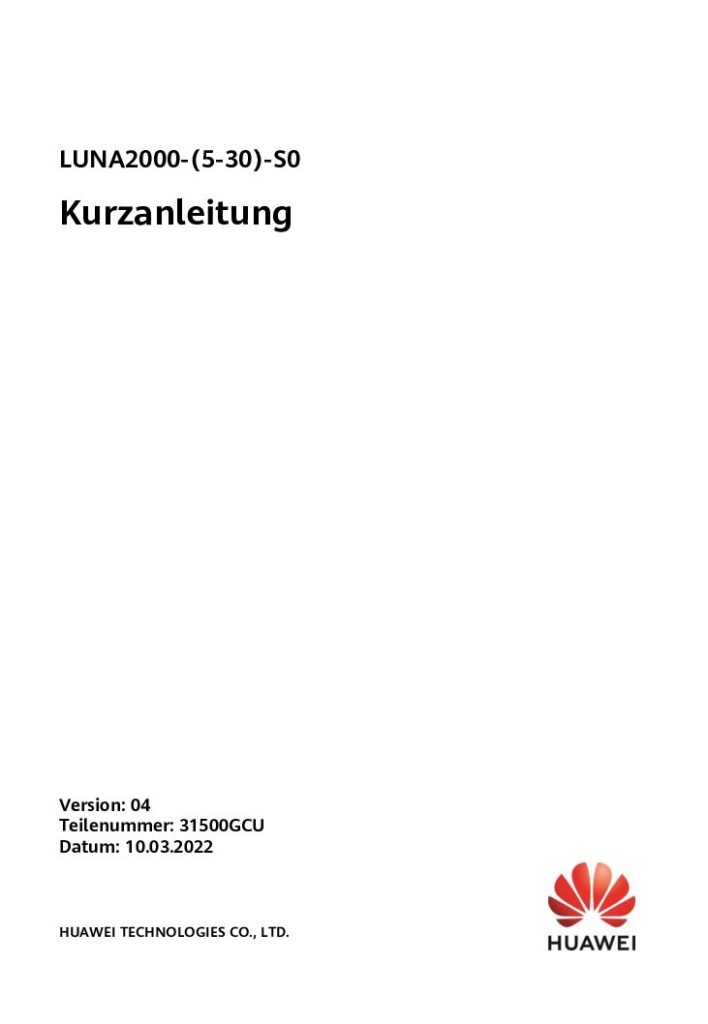 LUNA2000-(5-30)-S0
Kurzanleitung
Version: 04
Teilenummer: 31500GCU
Datum: 10.03.2022
HUAWEI TECHNOLOGIES CO., LTD.
HUAWEI